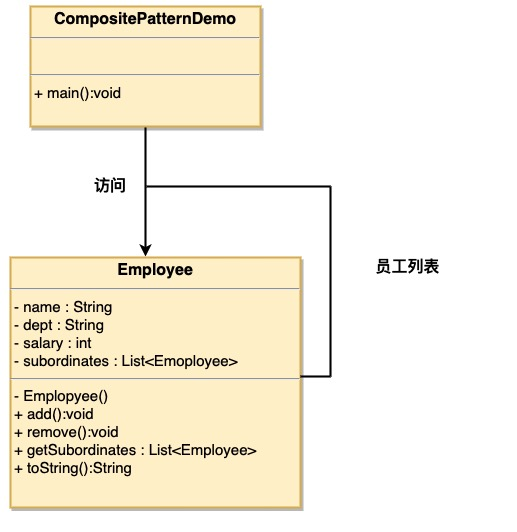 CompositePatternDemo
+ main():void
访问
员工列表
Employee
- name : String
- dept : String
- salary : int
- subordinates : List<Emoployee>
- Emplopyee()
+ add():void
+ remove():void
+ getSubordinates : List<Employee>
+ toString():String